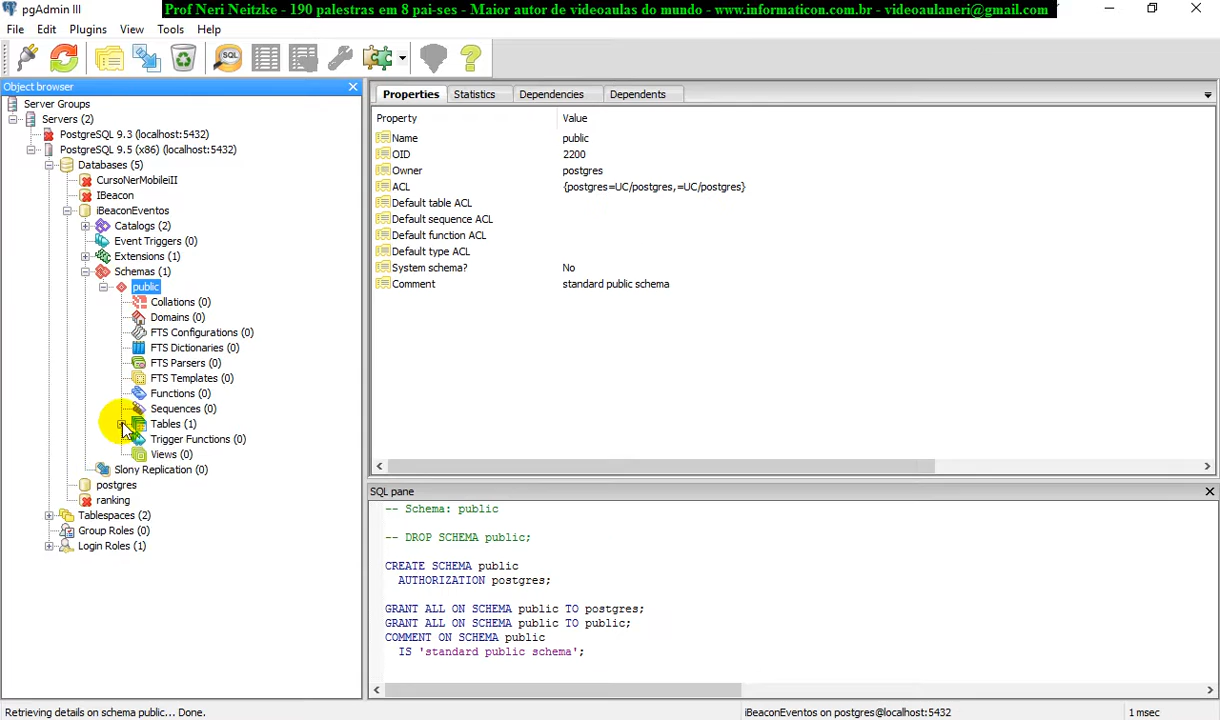 pgAdmin III
Prof Neri Neitzke - 190 palestras em 8 pai-ses - Maior autor de videoaulas do mundo - www.informaticon.com.br - videoaulaneri@gmail.com
File Edit Plugins View Tools Help
SQL
Object browser
Server Groups
Servers (2)
PostgreSQL 9.3 (localhost:5432)
PostgreSQL 9.5 (x86) (localhost:5432)
Databases (5)
CursoNerMobileII
IBeacon
iBeaconEventos
Catalogs (2)
Event Triggers (0)
Extensions (1)
Schemas (1)
public
Collations (0)
Domains (0)
FTS Configurations (0)
FTS Dictionaries (0)
FTS Parsers (0)
FTS Templates (0)
Functions (0)
Sequences (0)
Tables (1)
Trigger Functions (0)
Views (0)
Slony Replication (0)
postgres
ranking
Tablespaces (2)
Group Roles (0)
Login Roles (1)
Properties Statistics Dependencies Dependents
Property Value
Name public
OID 2200
Owner postgres
ACL {postgres=UC/postgres,=UC/postgres}
Default table ACL
Default sequence ACL
Default function ACL
Default type ACL
System schema? No
Comment standard public schema
SQL pane
-- Schema: public
-- DROP SCHEMA public;
CREATE SCHEMA public
AUTHORIZATION postgres;
GRANT ALL ON SCHEMA public TO postgres;
GRANT ALL ON SCHEMA public TO public;
COMMENT ON SCHEMA public
IS 'standard public schema';
Retrieving details on schema public... Done. iBeaconEventos on postgres@localhost:5432 1 msec